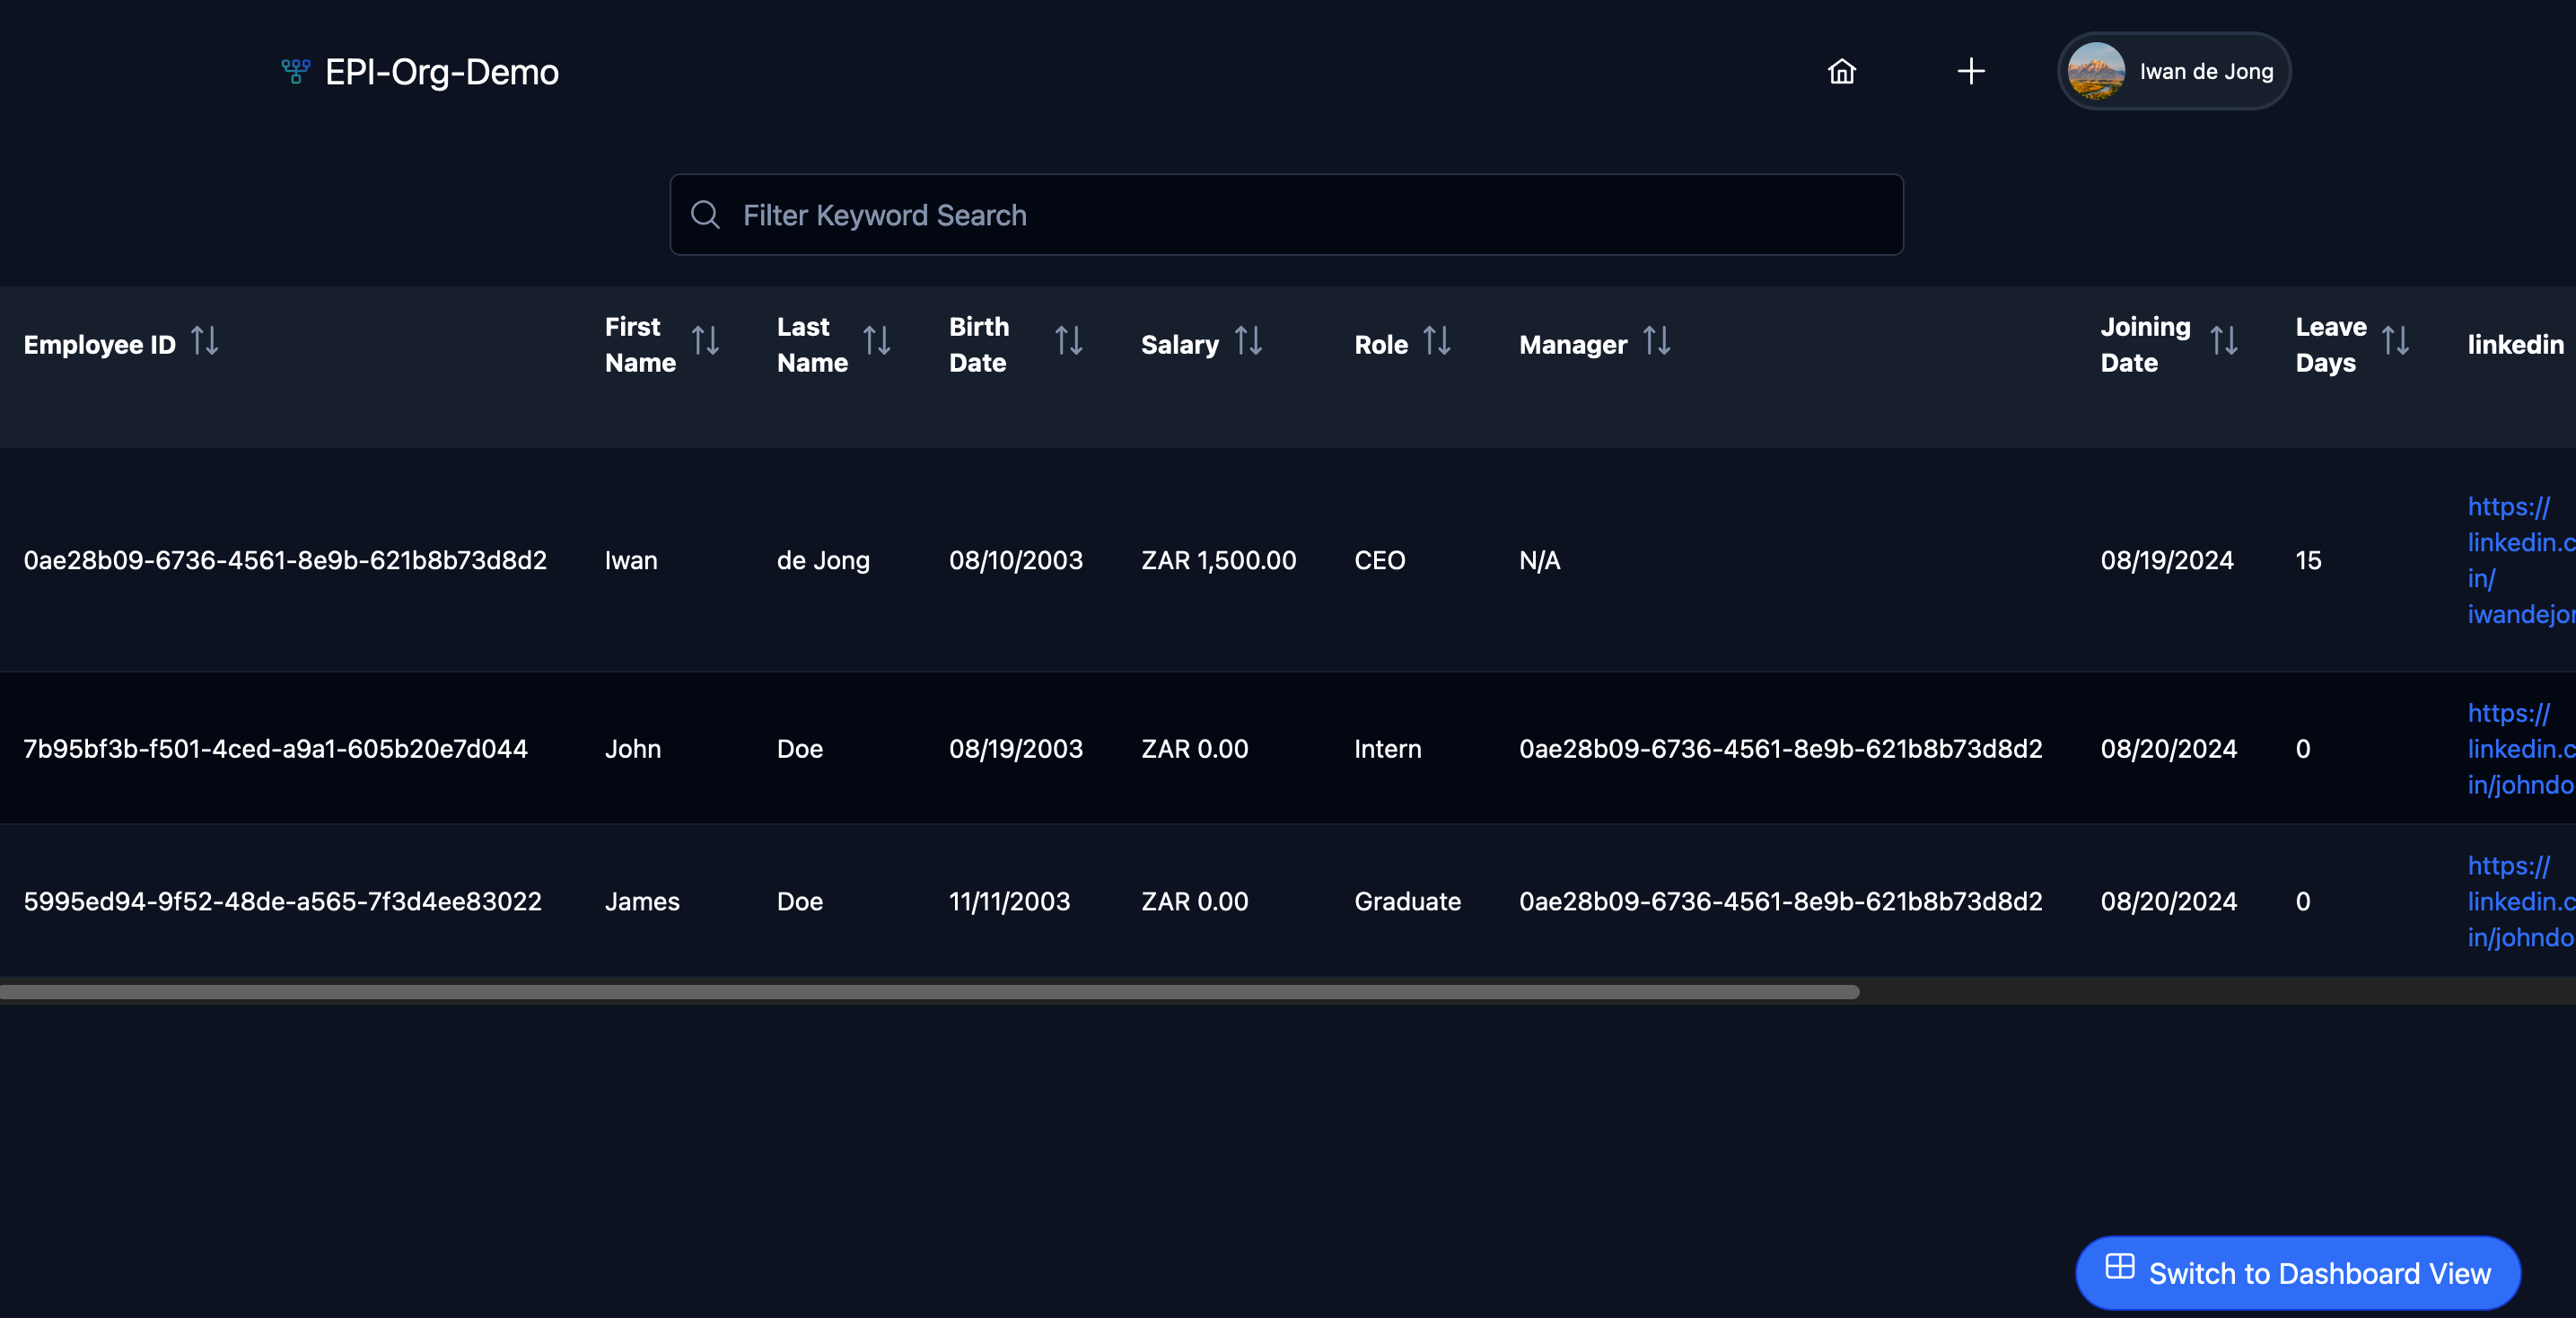 EPI-Org-Demo
Iwan de Jong
Filter Keyword Search
Employee ID First Name Last Name Birth Date Salary Role Manager Joining Date Leave Days linkedin
0ae28b09-6736-4561-8e9b-621b8b73d8d2 Iwan de Jong 08/10/2003 ZAR 1,500.00 CEO N/A 08/19/2024 15 https://
linkedin.c
in/
iwandejon
7b95bf3b-f501-4ced-a9a1-605b20e7d044 John Doe 08/19/2003 ZAR 0.00 Intern 0ae28b09-6736-4561-8e9b-621b8b73d8d2 08/20/2024 0 https://
linkedin.c
in/johndo
5995ed94-9f52-48de-a565-7f3d4ee83022 James Doe 11/11/2003 ZAR 0.00 Graduate 0ae28b09-6736-4561-8e9b-621b8b73d8d2 08/20/2024 0 https://
linkedin.c
in/johndo
Switch to Dashboard View